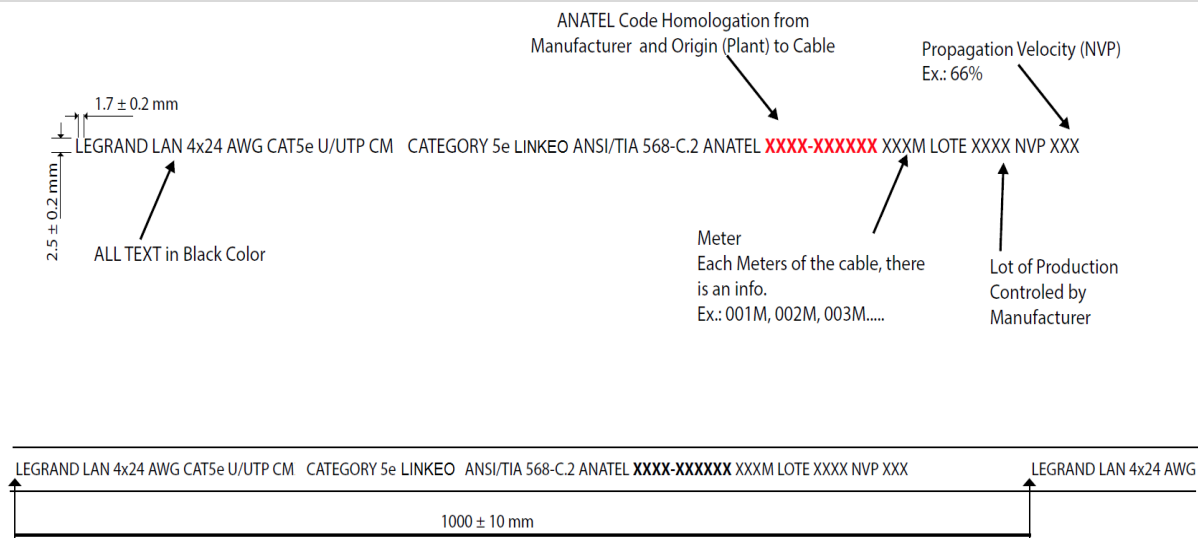 ANATEL Code Homologation from
Manufacturer and Origin (Plant) to Cable
Propagation Velocity (NVP)
Ex.: 66%
1.7 ± 0.2 mm
LEGRAND LAN 4x24 AWG CAT5e U/UTP CM CATEGORY 5e LINKEO ANSI/TIA 568-C.2 ANATEL XXXX-XXXXXX XXXM LOTE XXXX NVP XXX
2.5 ± 0.2 mm
ALL TEXT in Black Color
Meter
Each Meters of the cable, there
is an info.
Ex.: 001M, 002M, 003M.....
Lot of Production
Controled by
Manufacturer
LEGRAND LAN 4x24 AWG CAT5e U/UTP CM CATEGORY 5e LINKEO ANSI/TIA 568-C.2 ANATEL XXXX-XXXXXX XXXM LOTE XXXX NVP XXX LEGRAND LAN 4x24 AWG
1000 ± 10 mm